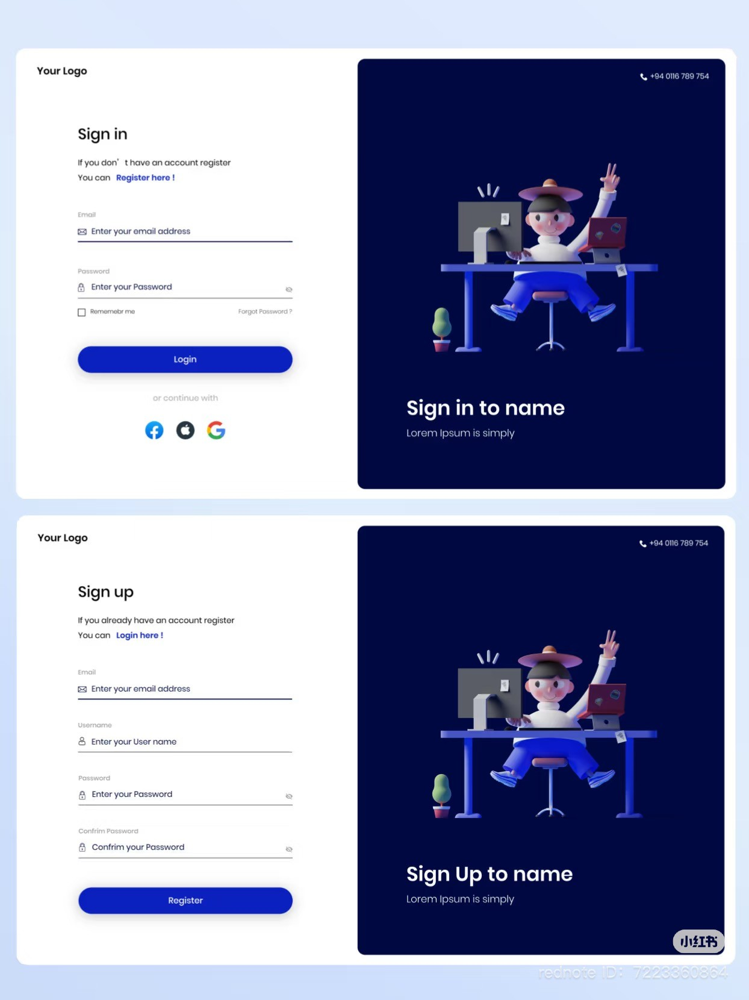 Your Logo
+94 0116 789 754
Sign in
If you don’ t have an account register
You can Register here !
Email
Enter your email address
Password
Enter your Password
Rememebr me
Forgot Password ?
Login
or continue with
Sign in to name
Lorem Ipsum is simply
Your Logo
+94 0116 789 754
Sign up
If you already have an account register
You can Login here !
Email
Enter your email address
Username
Enter your User name
Password
Enter your Password
Confrim Password
Confrim your Password
Register
Sign Up to name
Lorem Ipsum is simply
小红书
rednote ID: 7223360864